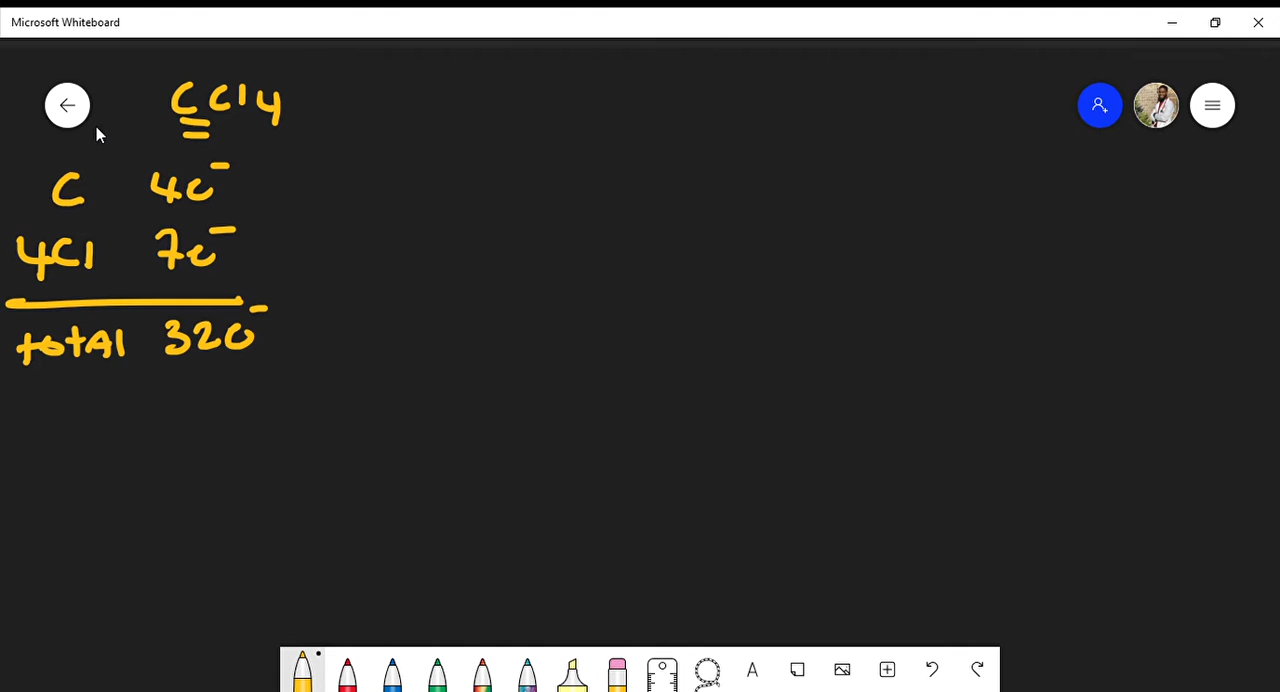 Microsoft Whiteboard
CCl4
C 4e⁻
4Cl 7e⁻
total 32e⁻
A